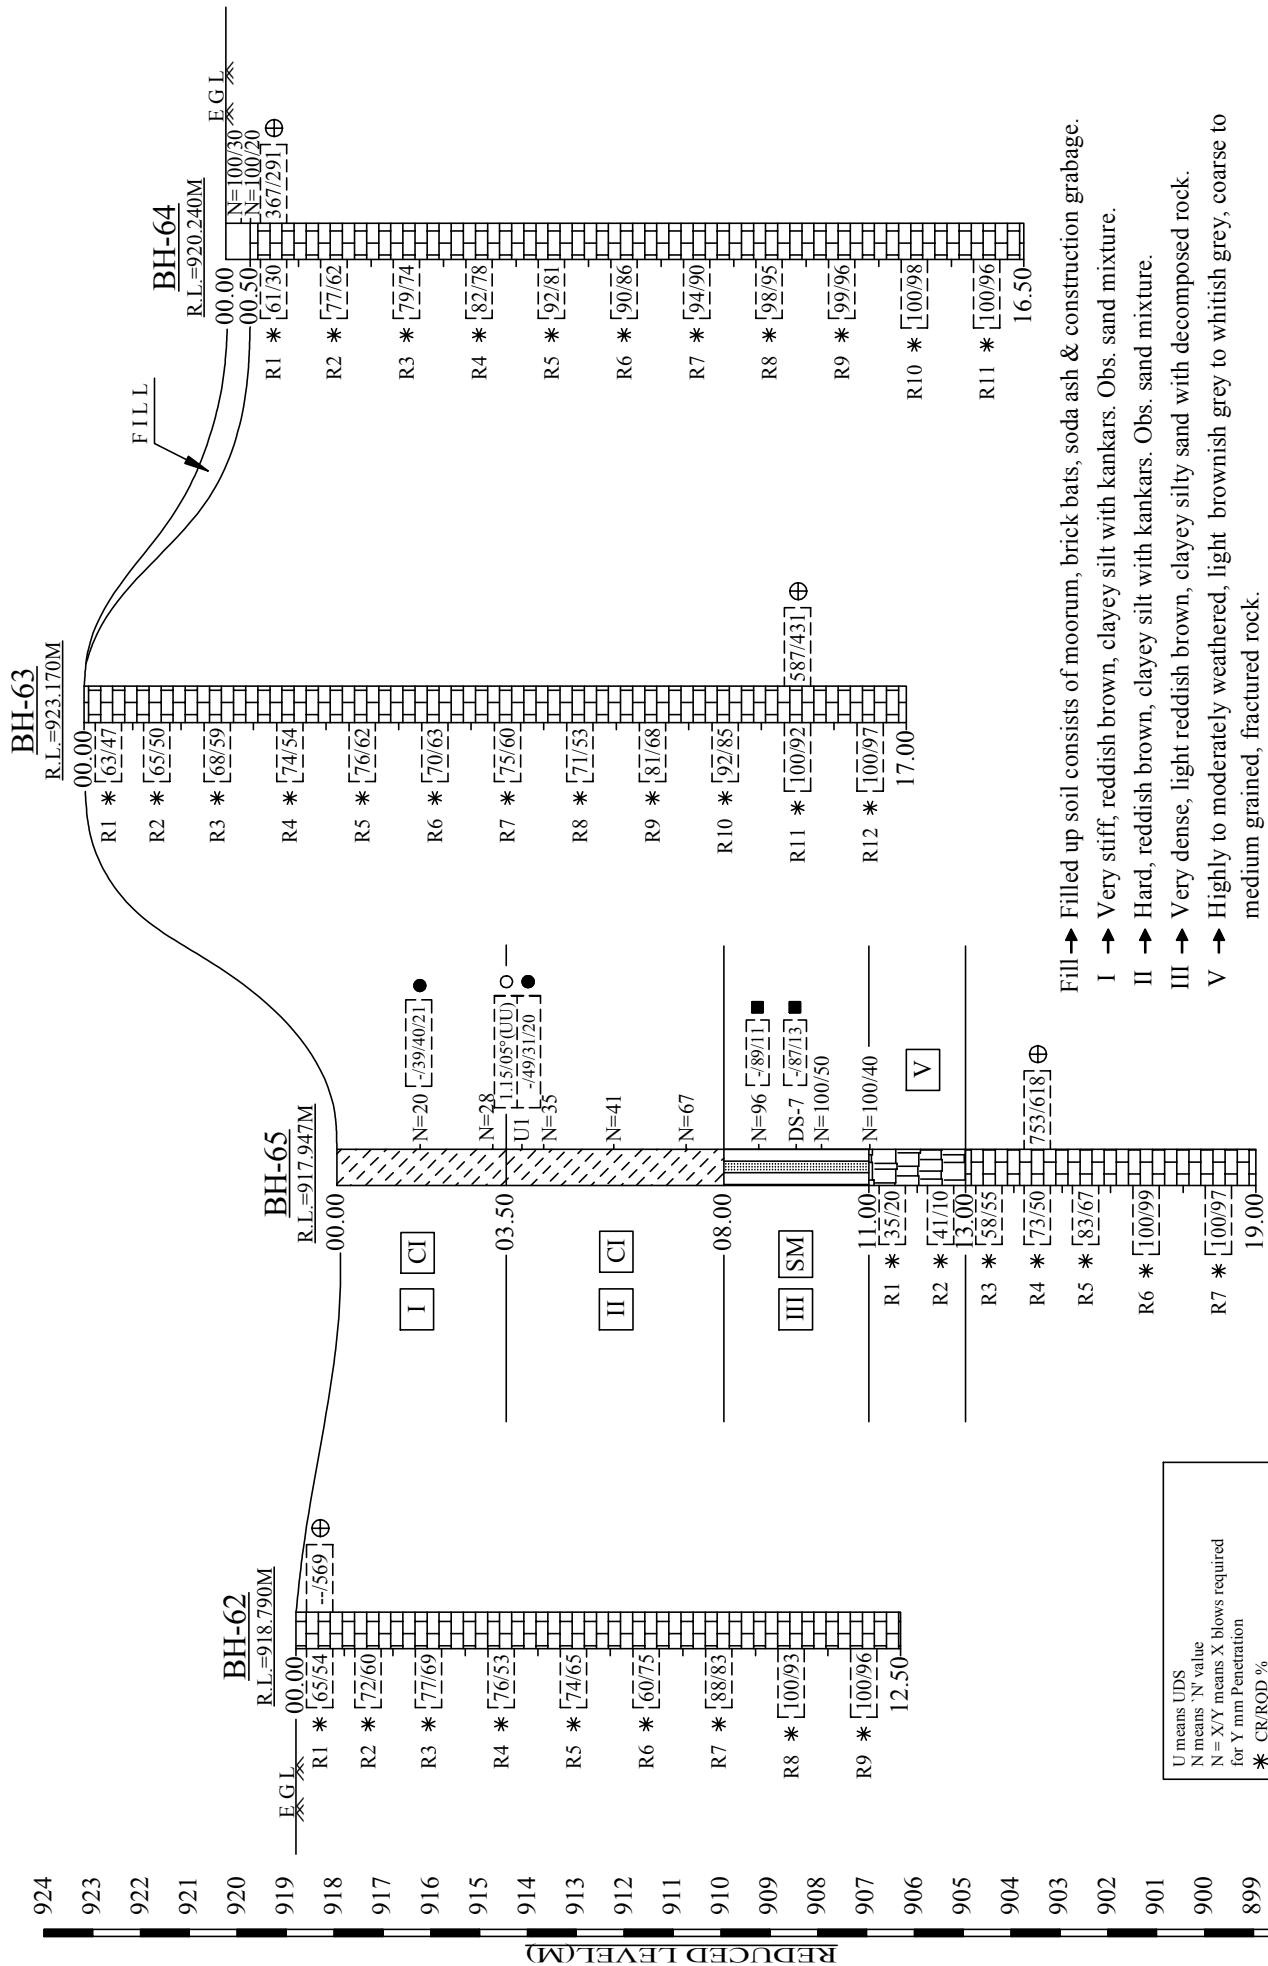 BH-62
R.L.=918.790M
E G L
00.00
R1 * 65/54
--/569
R2 * 72/60
R3 * 77/69
R4 * 76/53
R5 * 74/65
R6 * 60/75
R7 * 88/83
R8 * 100/93
R9 * 100/96
12.50
BH-65
R.L.=917.947M
00.00
I CI
N=20
-/39/40/21
N=28
03.50
1.15/05°(UU)
U1
-/49/31/20
N=35
II CI
N=41
N=67
08.00
N=96
-/89/11
III SM
DS-7
-/87/13
N=100/50
11.00
N=100/40
R1 * 35/20
V
R2 * 41/10
13.00
R3 * 58/55
R4 * 73/50
753/618
R5 * 83/67
R6 * 100/99
R7 * 100/97
19.00
BH-63
R.L.=923.170M
00.00
R1 * 63/47
R2 * 65/50
R3 * 68/59
R4 * 74/54
R5 * 76/62
R6 * 70/63
R7 * 75/60
R8 * 71/53
R9 * 81/68
R10 * 92/85
R11 * 100/92
587/431
R12 * 100/97
17.00
FILL
BH-64
R.L.=920.240M
E G L
00.00
N=100/30
00.50
N=100/20
R1 * 61/30
367/291
R2 * 77/62
R3 * 79/74
R4 * 82/78
R5 * 92/81
R6 * 90/86
R7 * 94/90
R8 * 98/95
R9 * 99/96
R10 * 100/98
R11 * 100/96
16.50
REDUCED LEVEL(M)
924
923
922
921
920
919
918
917
916
915
914
913
912
911
910
909
908
907
906
905
904
903
902
901
900
899
U means UDS
N means `N' value
N = X/Y means X blows required
for Y mm Penetration
* CR/RQD %
Fill → Filled up soil consists of moorum, brick bats, soda ash & construction grabage.
I → Very stiff, reddish brown, clayey silt with kankars. Obs. sand mixture.
II → Hard, reddish brown, clayey silt with kankars. Obs. sand mixture.
III → Very dense, light reddish brown, clayey silty sand with decomposed rock.
V → Highly to moderately weathered, light brownish grey to whitish grey, coarse to
medium grained, fractured rock.